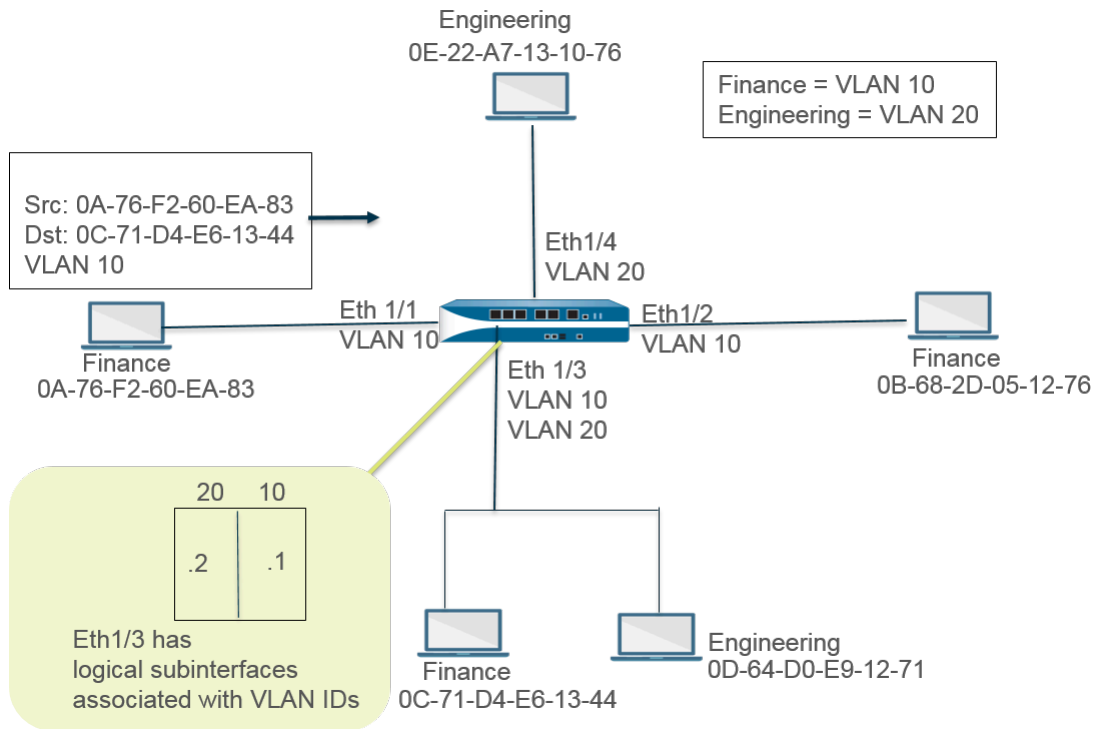 Engineering
0E-22-A7-13-10-76
Finance = VLAN 10
Engineering = VLAN 20
Src: 0A-76-F2-60-EA-83
Dst: 0C-71-D4-E6-13-44
VLAN 10
Eth1/4
VLAN 20
Eth 1/1
VLAN 10
Eth1/2
VLAN 10
Finance
0A-76-F2-60-EA-83
Finance
0B-68-2D-05-12-76
Eth 1/3
VLAN 10
VLAN 20
20 10
.2 .1
Eth1/3 has
logical subinterfaces
associated with VLAN IDs
Finance
0C-71-D4-E6-13-44
Engineering
0D-64-D0-E9-12-71